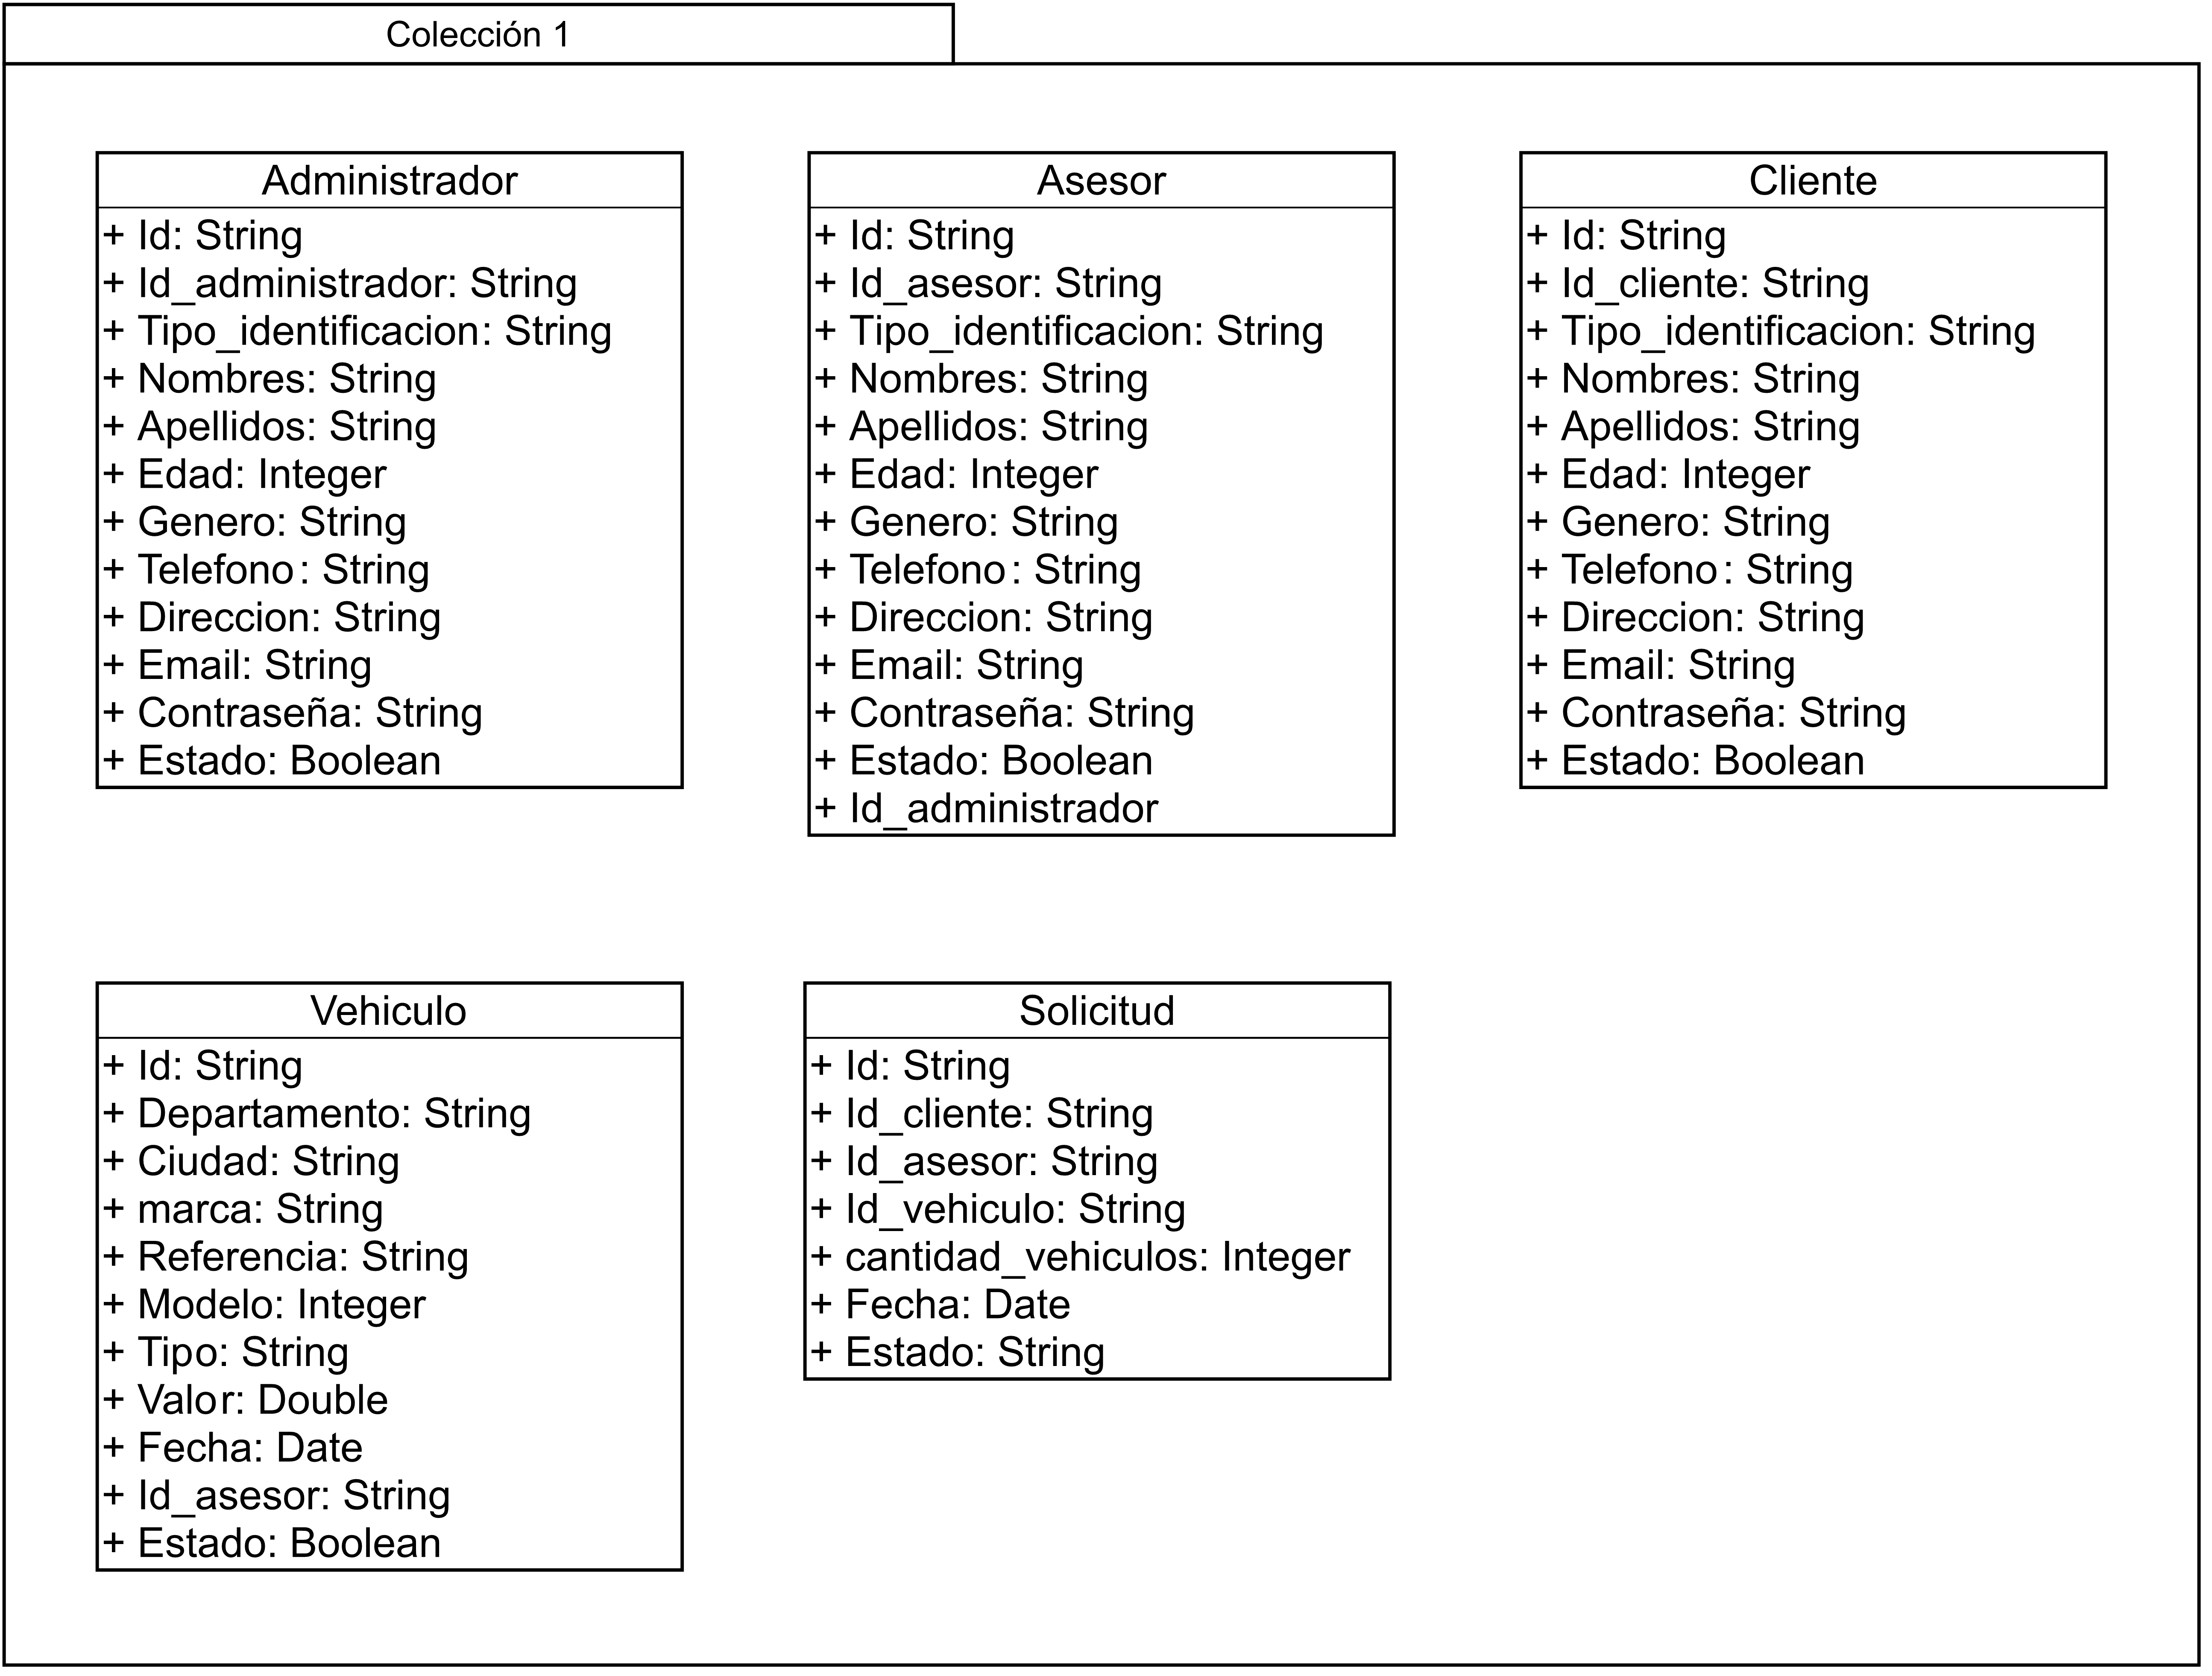 Colección 1
Administrador
+ Id: String
+ Id_administrador: String
+ Tipo_identificacion: String
+ Nombres: String
+ Apellidos: String
+ Edad: Integer
+ Genero: String
+ Telefono: String
+ Direccion: String
+ Email: String
+ Contraseña: String
+ Estado: Boolean
Asesor
+ Id: String
+ Id_asesor: String
+ Tipo_identificacion: String
+ Nombres: String
+ Apellidos: String
+ Edad: Integer
+ Genero: String
+ Telefono: String
+ Direccion: String
+ Email: String
+ Contraseña: String
+ Estado: Boolean
+ Id_administrador
Cliente
+ Id: String
+ Id_cliente: String
+ Tipo_identificacion: String
+ Nombres: String
+ Apellidos: String
+ Edad: Integer
+ Genero: String
+ Telefono: String
+ Direccion: String
+ Email: String
+ Contraseña: String
+ Estado: Boolean
Vehiculo
+ Id: String
+ Departamento: String
+ Ciudad: String
+ marca: String
+ Referencia: String
+ Modelo: Integer
+ Tipo: String
+ Valor: Double
+ Fecha: Date
+ Id_asesor: String
+ Estado: Boolean
Solicitud
+ Id: String
+ Id_cliente: String
+ Id_asesor: String
+ Id_vehiculo: String
+ cantidad_vehiculos: Integer
+ Fecha: Date
+ Estado: String